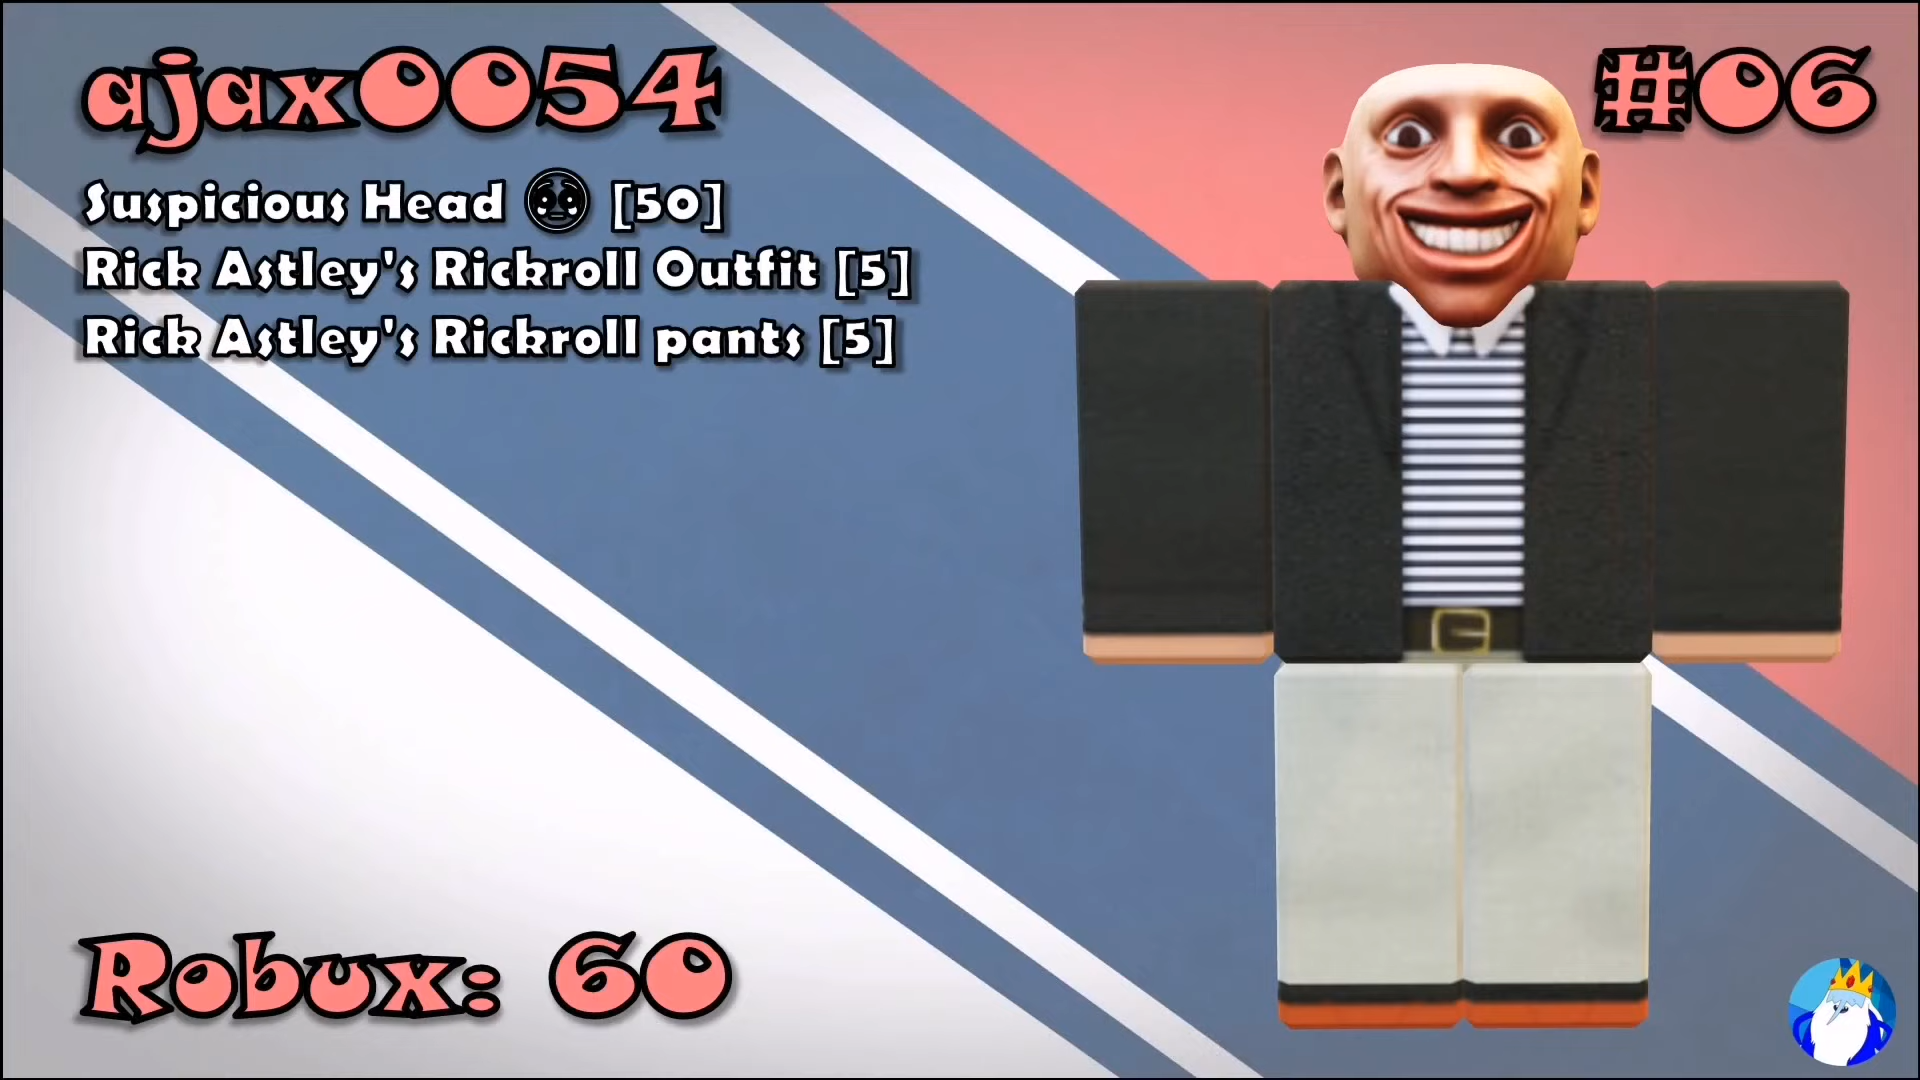 ajax0054
#06
Suspicious Head 🥺 [50]
Rick Astley's Rickroll Outfit [5]
Rick Astley's Rickroll pants [5]
Robux: 60